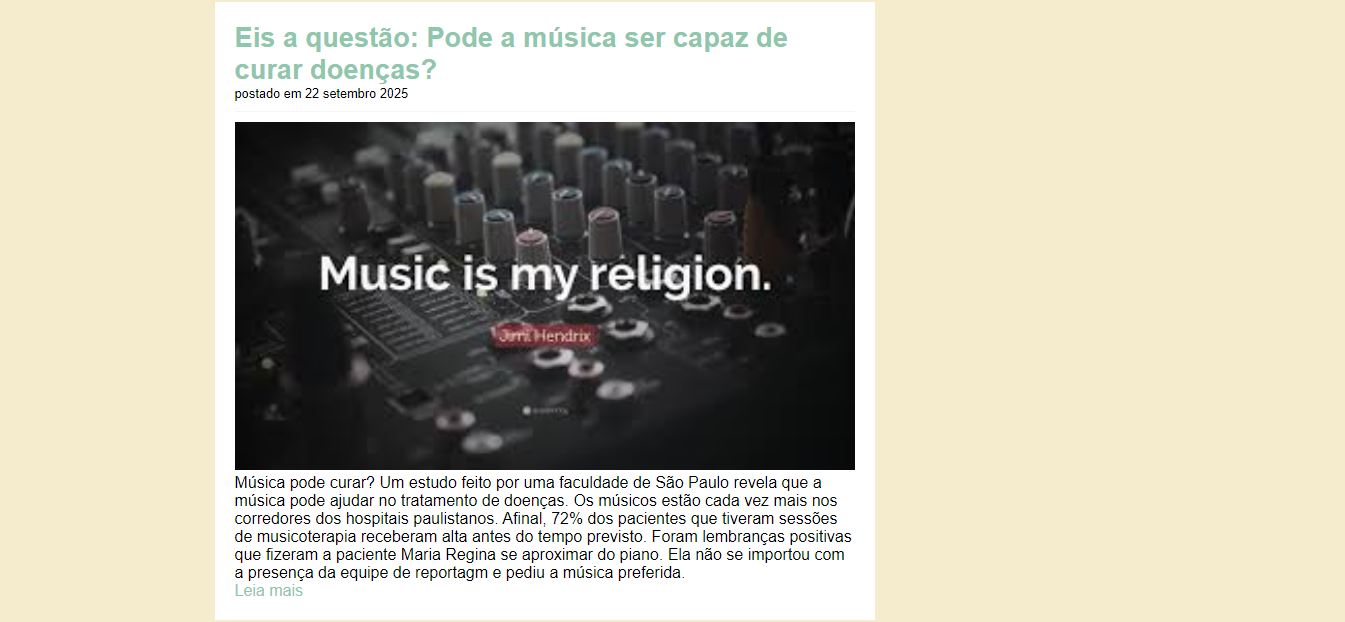 Eis a questão: Pode a música ser capaz de
curar doenças?
postado em 22 setembro 2025
Music is my religion.
Jimi Hendrix
Música pode curar? Um estudo feito por uma faculdade de São Paulo revela que a
música pode ajudar no tratamento de doenças. Os músicos estão cada vez mais nos
corredores dos hospitais paulistanos. Afinal, 72% dos pacientes que tiveram sessões
de musicoterapia receberam alta antes do tempo previsto. Foram lembranças positivas
que fizeram a paciente Maria Regina se aproximar do piano. Ela não se importou com
a presença da equipe de reportagm e pediu a música preferida.
Leia mais